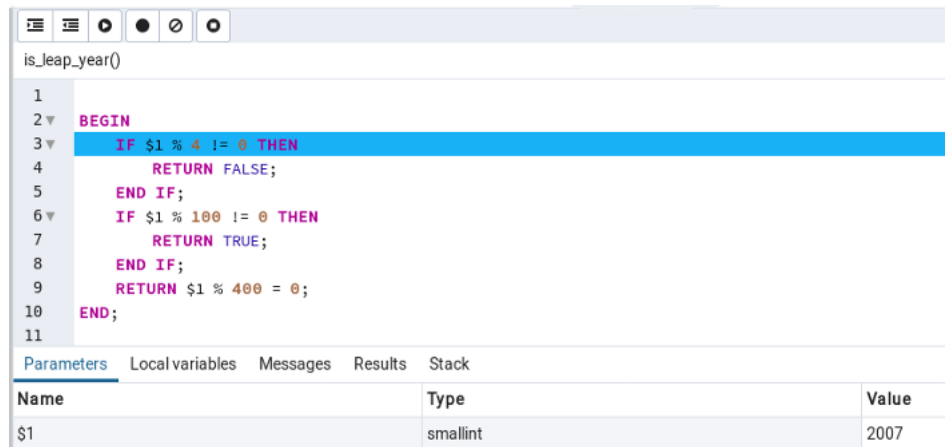 is_leap_year()
1
2 BEGIN
3 IF $1 % 4 != 0 THEN
4 RETURN FALSE;
5 END IF;
6 IF $1 % 100 != 0 THEN
7 RETURN TRUE;
8 END IF;
9 RETURN $1 % 400 = 0;
10 END;
11
Parameters Local variables Messages Results Stack
Name Type Value
$1 smallint 2007